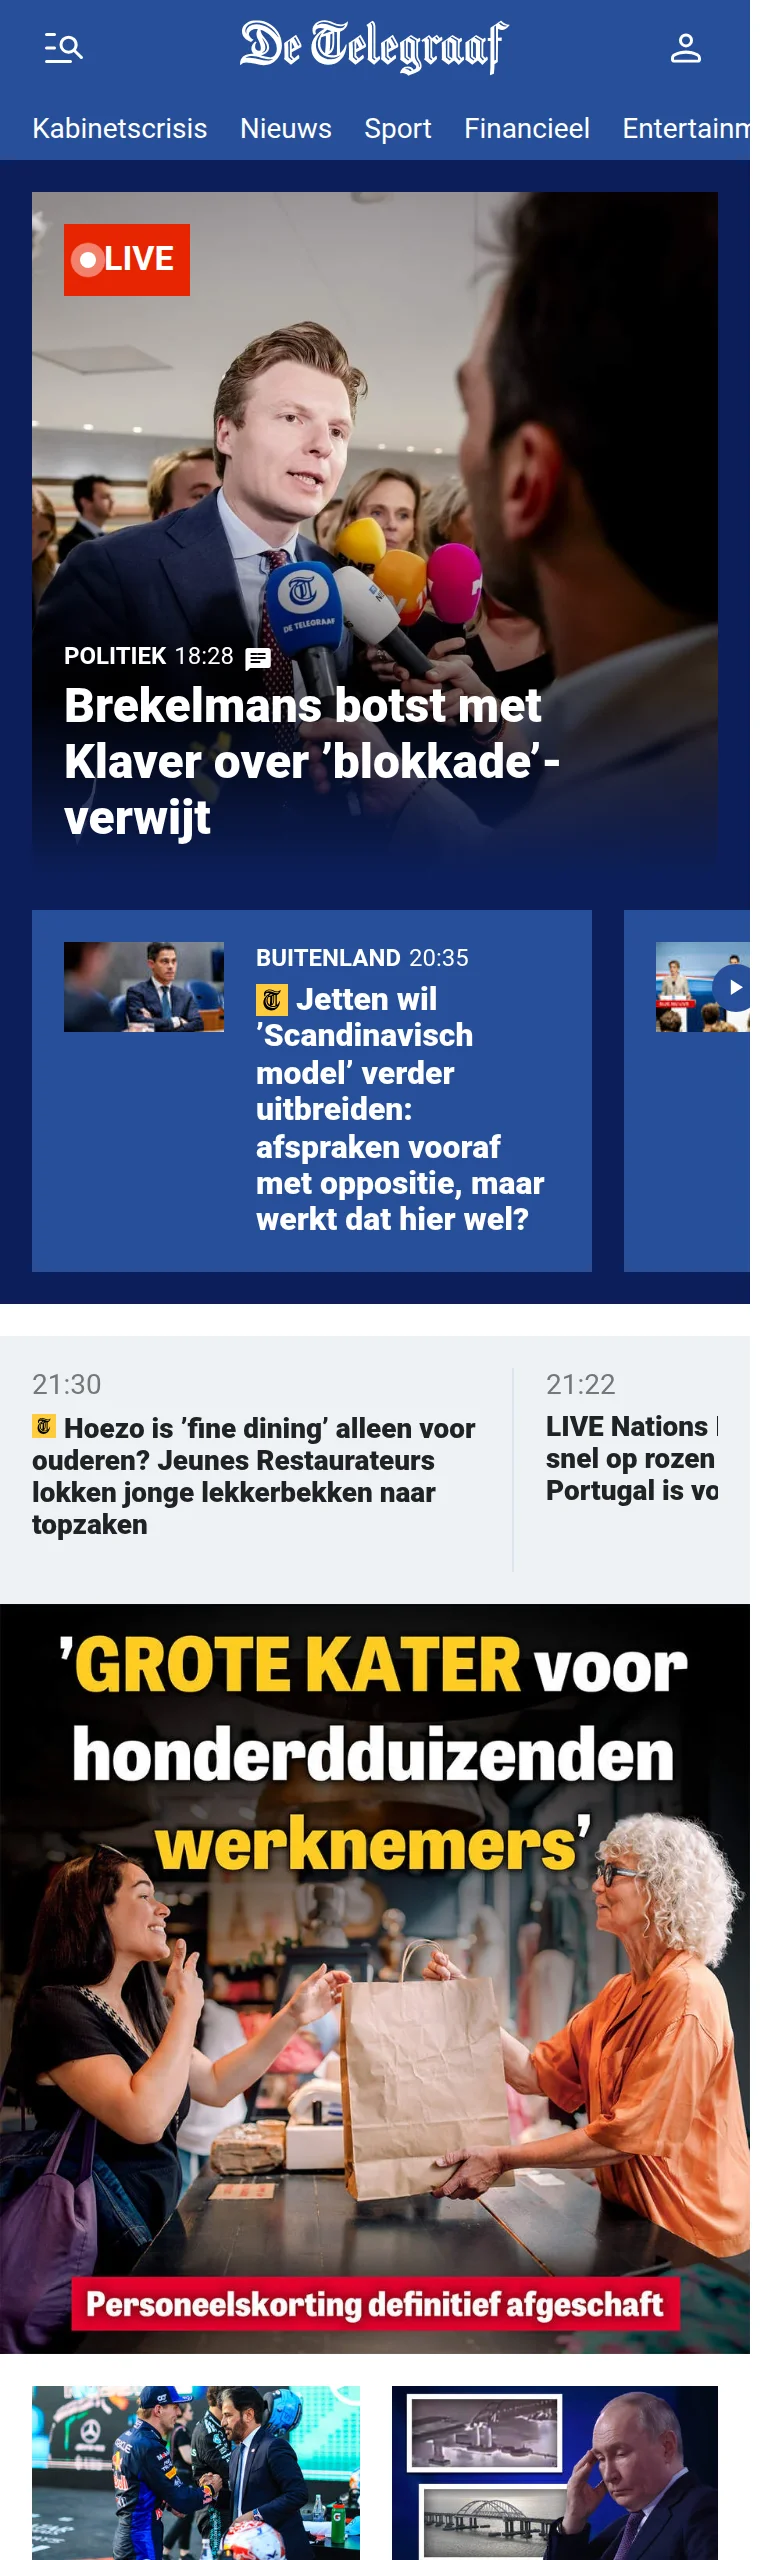 De Telegraaf
Kabinetscrisis Nieuws Sport Financieel Entertainm
LIVE
BNR
DE TELEGRAAF
POLITIEK 18:28
Brekelmans botst met
Klaver over ’blokkade’-
verwijt
BUITENLAND 20:35
Jetten wil
’Scandinavisch
model’ verder
uitbreiden:
afspraken vooraf
met oppositie, maar
werkt dat hier wel?
21:30
Hoezo is ’fine dining’ alleen voor
ouderen? Jeunes Restaurateurs
lokken jonge lekkerbekken naar
topzaken
21:22
LIVE Nations
snel op rozen
Portugal is vo
’GROTE KATER voor
honderdduizenden
werknemers’
Personeelskorting definitief afgeschaft